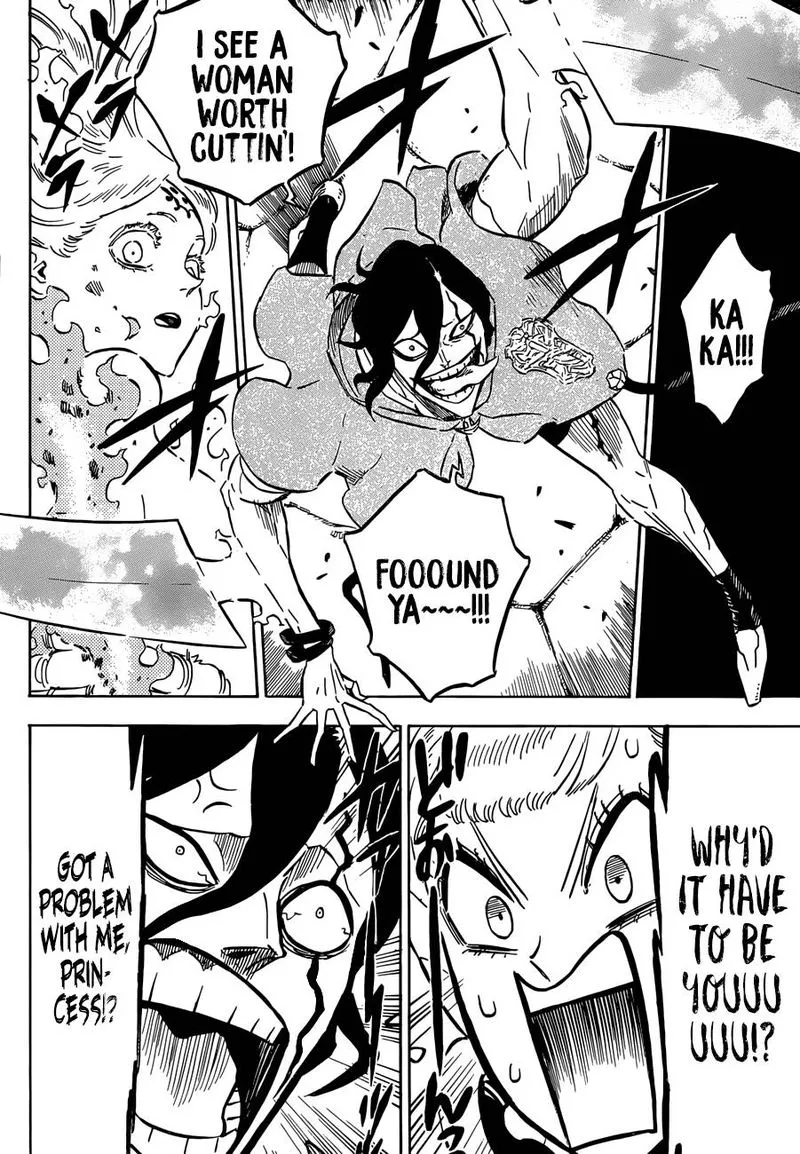 KA
KA!!!
I SEE A
WOMAN
WORTH
CUTTIN'!
FOOOUND
YA~~~!!!
WHY'D
IT HAVE
TO BE
YOUUU
UUU!?
GOT A
PROBLEM
WITH ME,
PRIN-
CESS!?